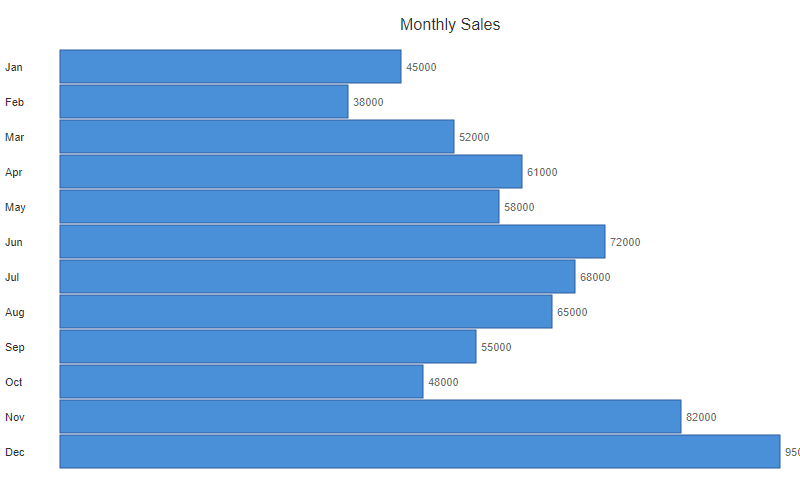 Monthly Sales
Jan 45000
Feb 38000
Mar 52000
Apr 61000
May 58000
Jun 72000
Jul 68000
Aug 65000
Sep 55000
Oct 48000
Nov 82000
Dec